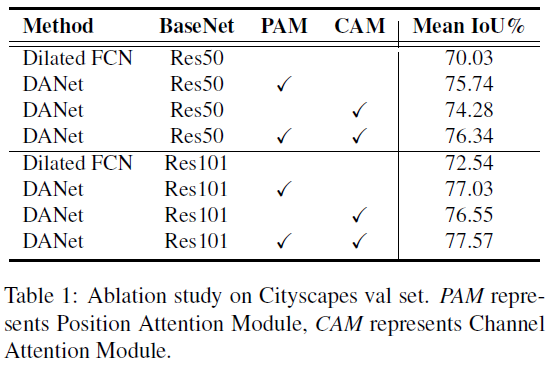 Method BaseNet PAM CAM Mean IoU%
Dilated FCN Res50 70.03
DANet Res50 ✓ 75.74
DANet Res50 ✓ 74.28
DANet Res50 ✓ ✓ 76.34
Dilated FCN Res101 72.54
DANet Res101 ✓ 77.03
DANet Res101 ✓ 76.55
DANet Res101 ✓ ✓ 77.57
Table 1: Ablation study on Cityscapes val set. PAM repre-
sents Position Attention Module, CAM represents Channel
Attention Module.